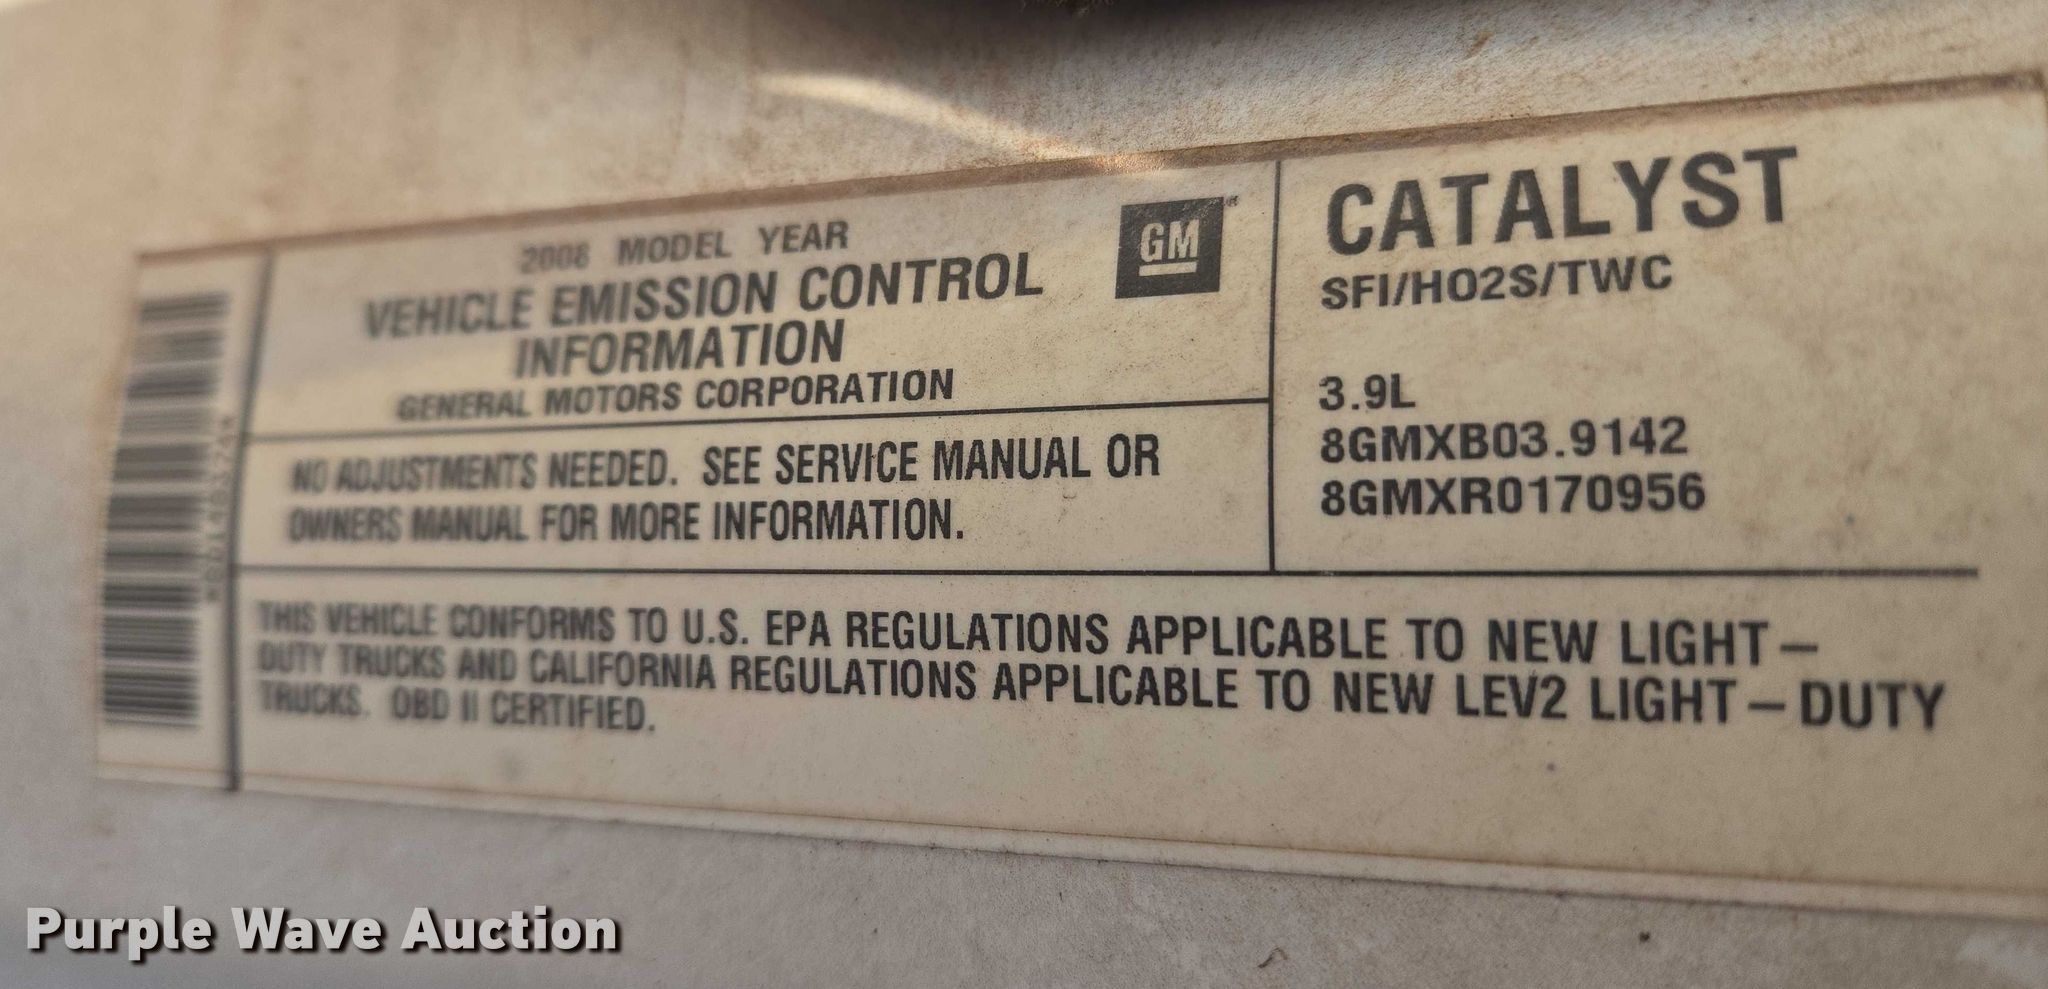 2008 MODEL YEAR
VEHICLE EMISSION CONTROL
INFORMATION
GENERAL MOTORS CORPORATION
GM
NO ADJUSTMENTS NEEDED. SEE SERVICE MANUAL OR
OWNERS MANUAL FOR MORE INFORMATION.
CATALYST
SFI/HO2S/TWC
3.9L
8GMXB03.9142
8GMXR0170956
THIS VEHICLE CONFORMS TO U.S. EPA REGULATIONS APPLICABLE TO NEW LIGHT-
DUTY TRUCKS AND CALIFORNIA REGULATIONS APPLICABLE TO NEW LEV2 LIGHT-DUTY
TRUCKS. OBD II CERTIFIED.
Purple Wave Auction